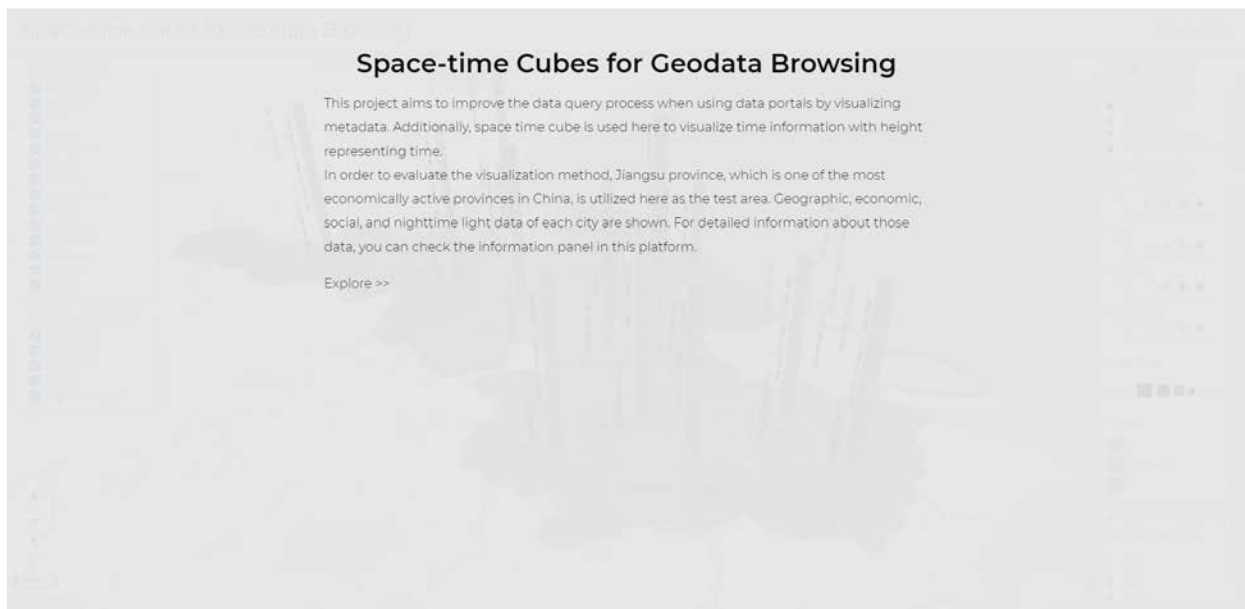 Space-time Cubes for Geodata Browsing
This project aims to improve the data query process when using data portals by visualizing
metadata. Additionally, space time cube is used here to visualize time information with height
representing time.
In order to evaluate the visualization method, Jiangsu province, which is one of the most
economically active provinces in China, is utilized here as the test area. Geographic, economic,
social, and nighttime light data of each city are shown. For detailed information about those
data, you can check the information panel in this platform.
Explore >>